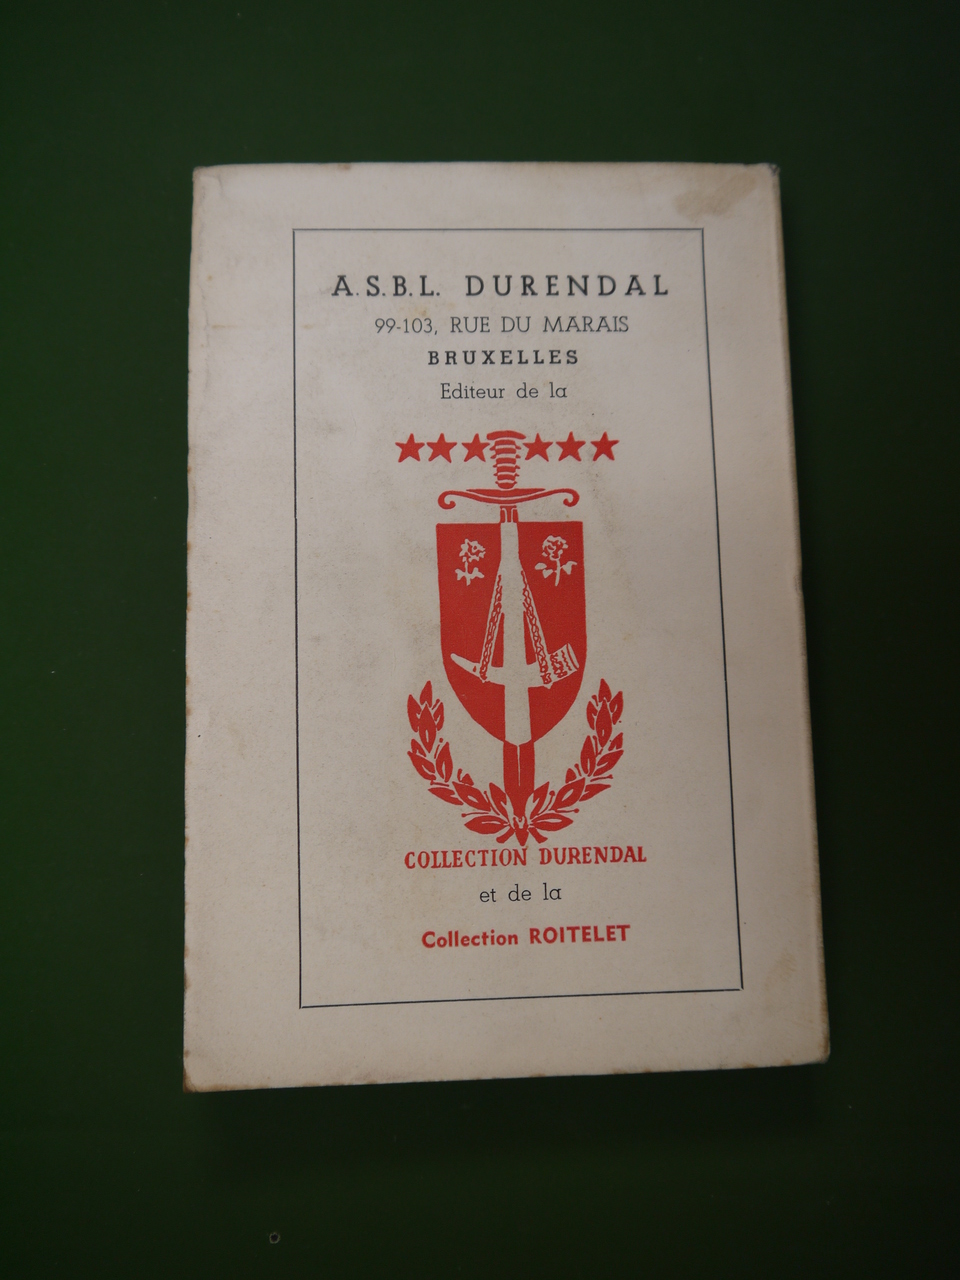 A.S.B.L. DURENDAL
99-103, RUE DU MARAIS
BRUXELLES
Editeur de la
COLLECTION DURENDAL
et de la
Collection ROITELET